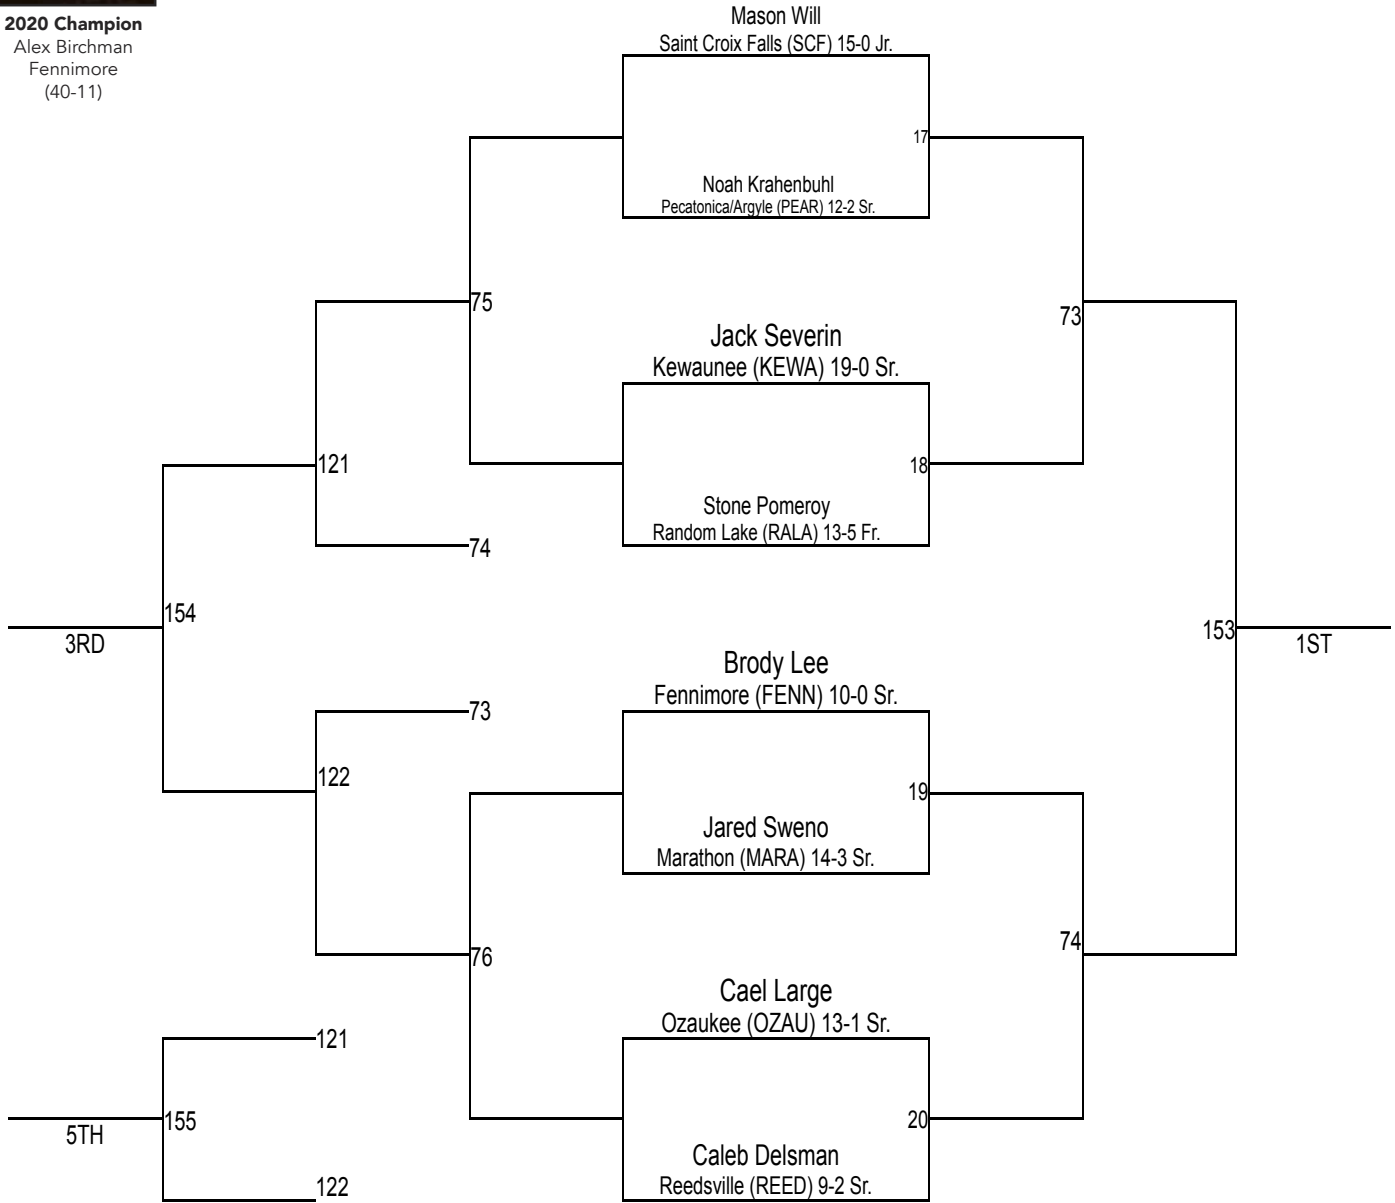 2020 Champion
Alex Birchman
Fennimore
(40-11)
Mason Will
Saint Croix Falls (SCF) 15-0 Jr.
17
Noah Krahenbuhl
Pecatonica/Argyle (PEAR) 12-2 Sr.
75
73
Jack Severin
Kewaunee (KEWA) 19-0 Sr.
121
18
Stone Pomeroy
Random Lake (RALA) 13-5 Fr.
74
154
3RD
153
1ST
Brody Lee
Fennimore (FENN) 10-0 Sr.
73
122
19
Jared Sweno
Marathon (MARA) 14-3 Sr.
76
74
Cael Large
Ozaukee (OZAU) 13-1 Sr.
121
155
5TH
20
Caleb Delsman
Reedsville (REED) 9-2 Sr.
122